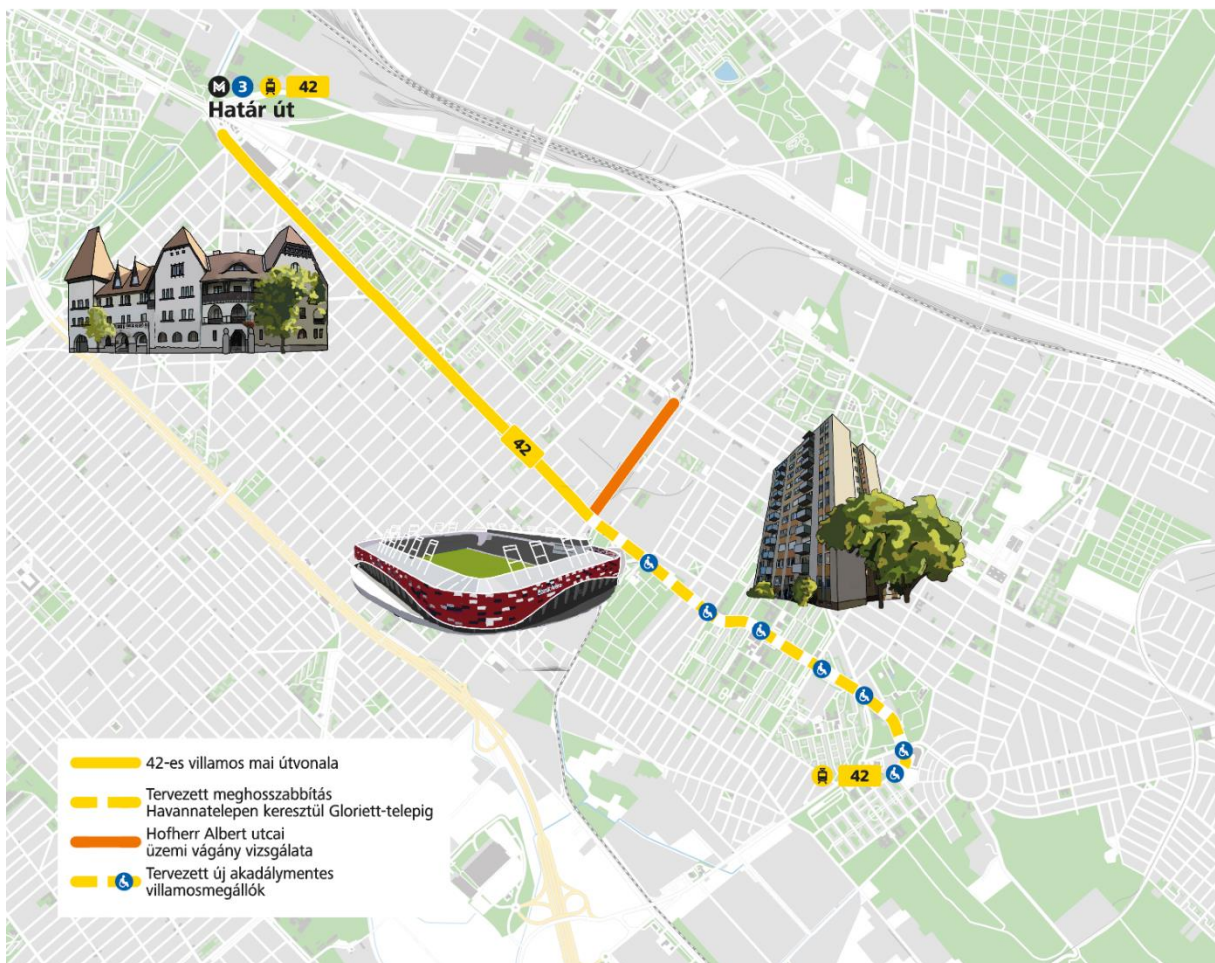 M 3 42
Határ út
42
42
42-es villamos mai útvonala
Tervezett meghosszabbítás
Havannatelepen keresztül Gloriett-telepig
Hofherr Albert utcai
üzemi vágány vizsgálata
Tervezett új akadálymentes
villamosmegállók